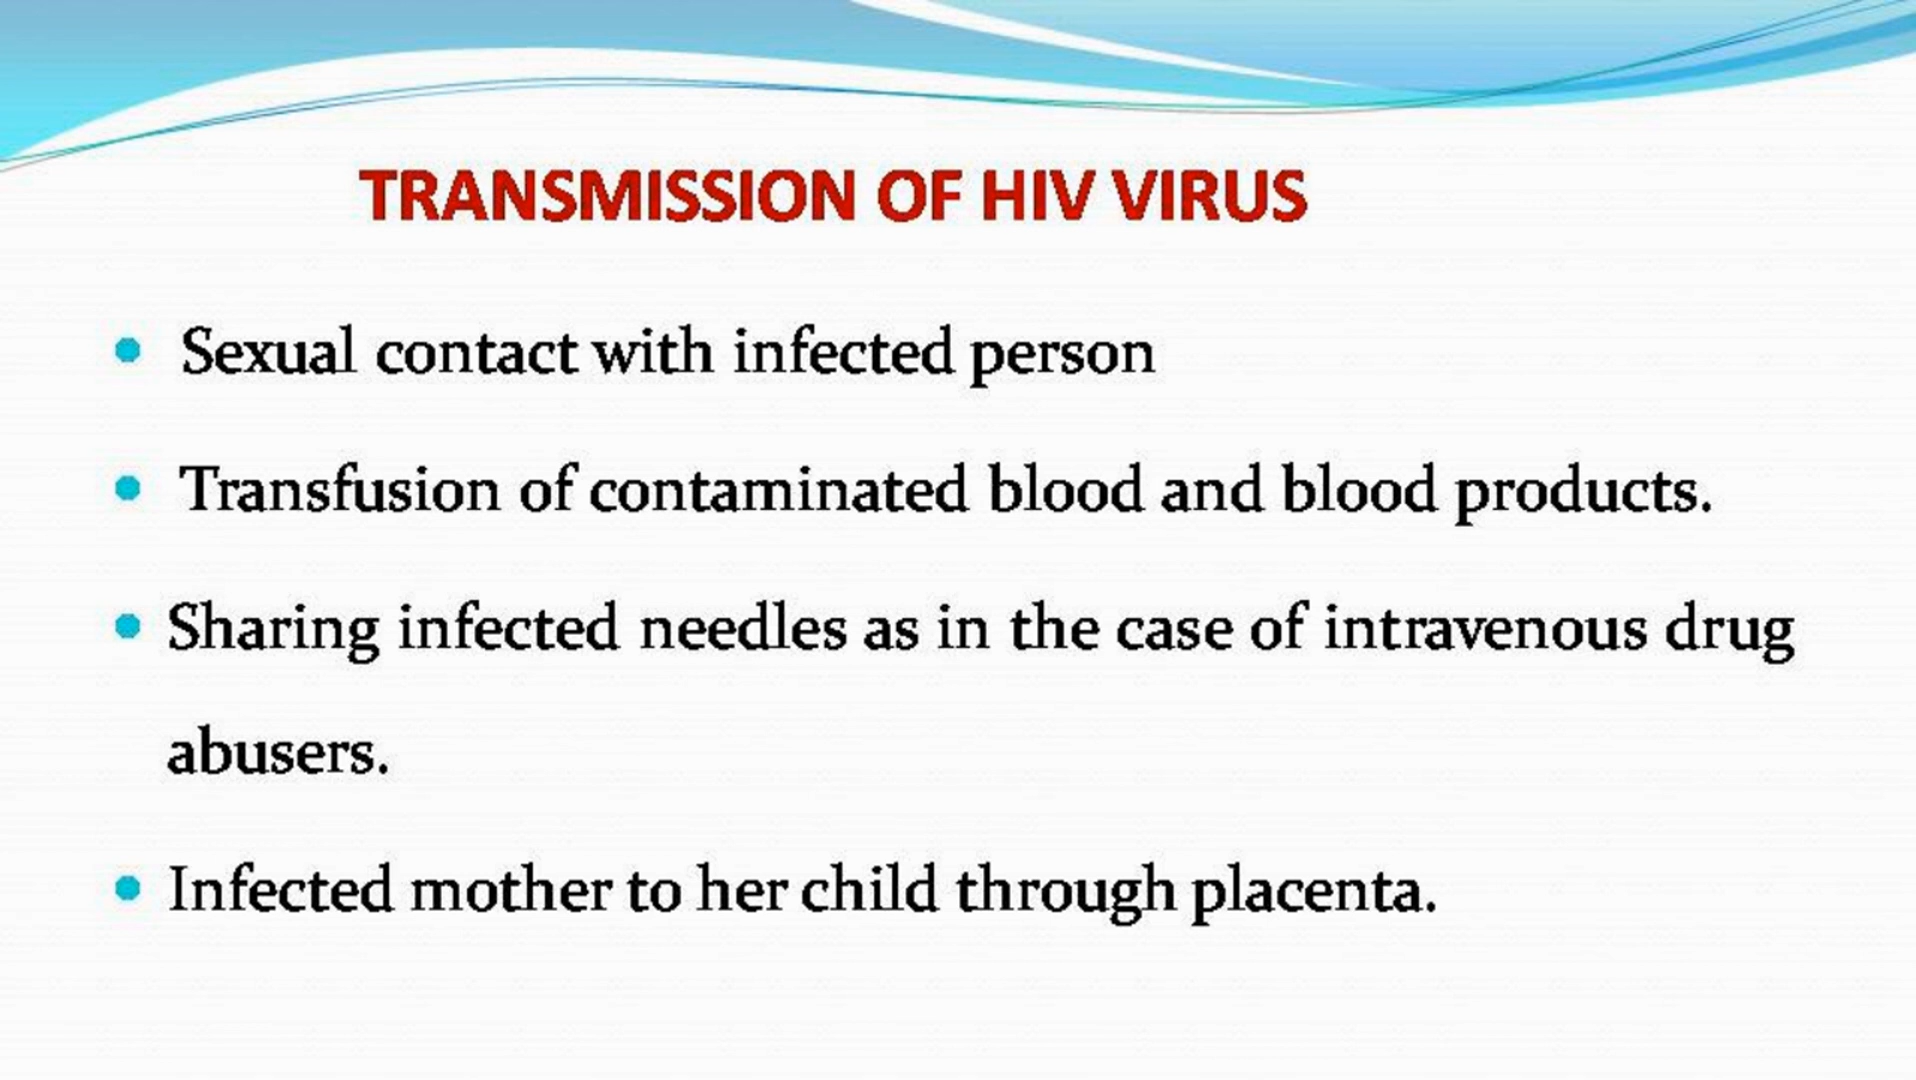 TRANSMISSION OF HIV VIRUS
• Sexual contact with infected person
• Transfusion of contaminated blood and blood products.
• Sharing infected needles as in the case of intravenous drug
abusers.
• Infected mother to her child through placenta.